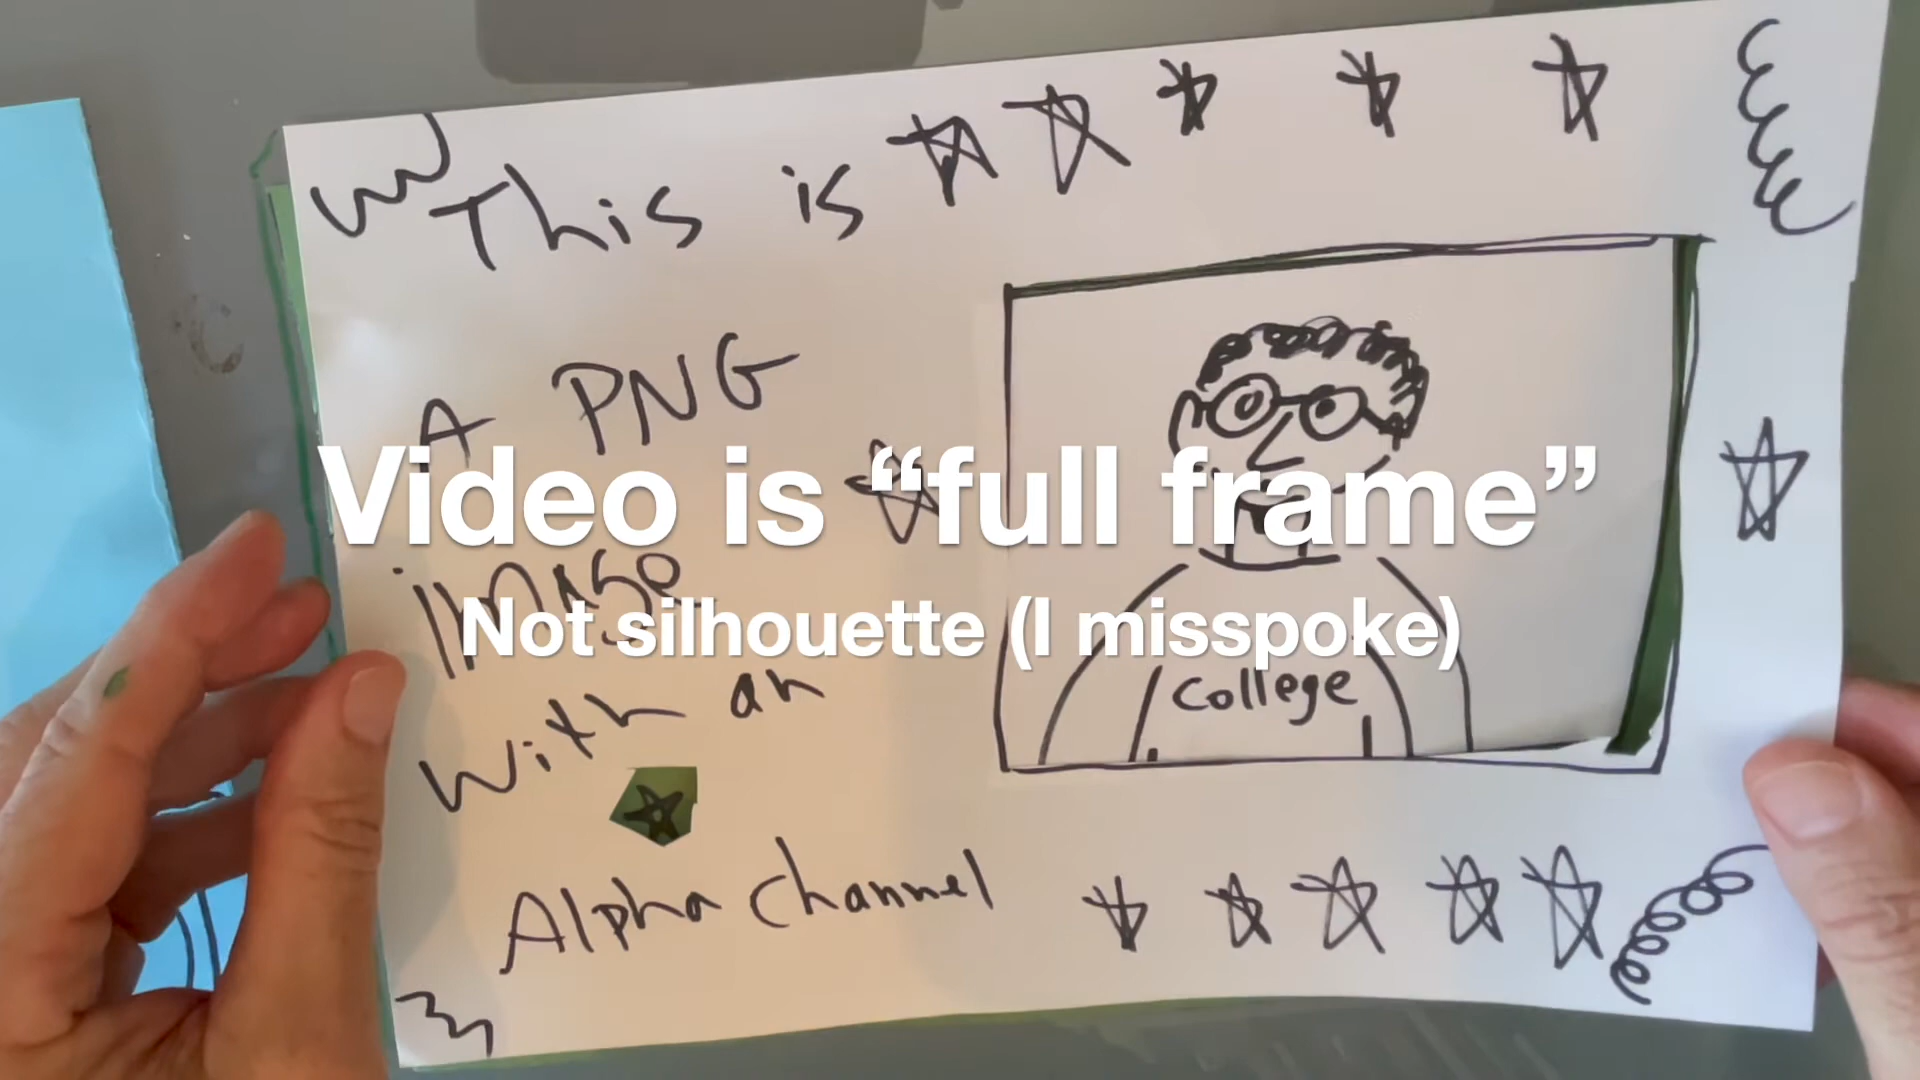 This is
A PNG
image
with an
Alpha Channel
College
Video is “full frame”
Not silhouette (I misspoke)